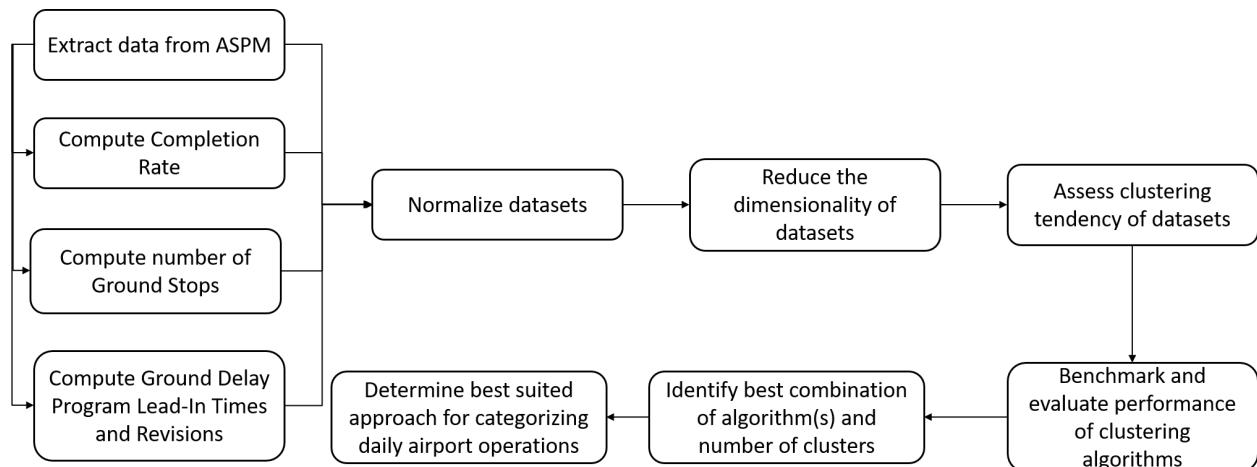 Extract data from ASPM
Compute Completion
Rate
Compute number of
Ground Stops
Compute Ground Delay
Program Lead-In Times
and Revisions
Normalize datasets
Reduce the
dimensionality of
datasets
Assess clustering
tendency of datasets
Benchmark and
evaluate performance
of clustering
algorithms
Identify best combination
of algorithm(s) and
number of clusters
Determine best suited
approach for categorizing
daily airport operations